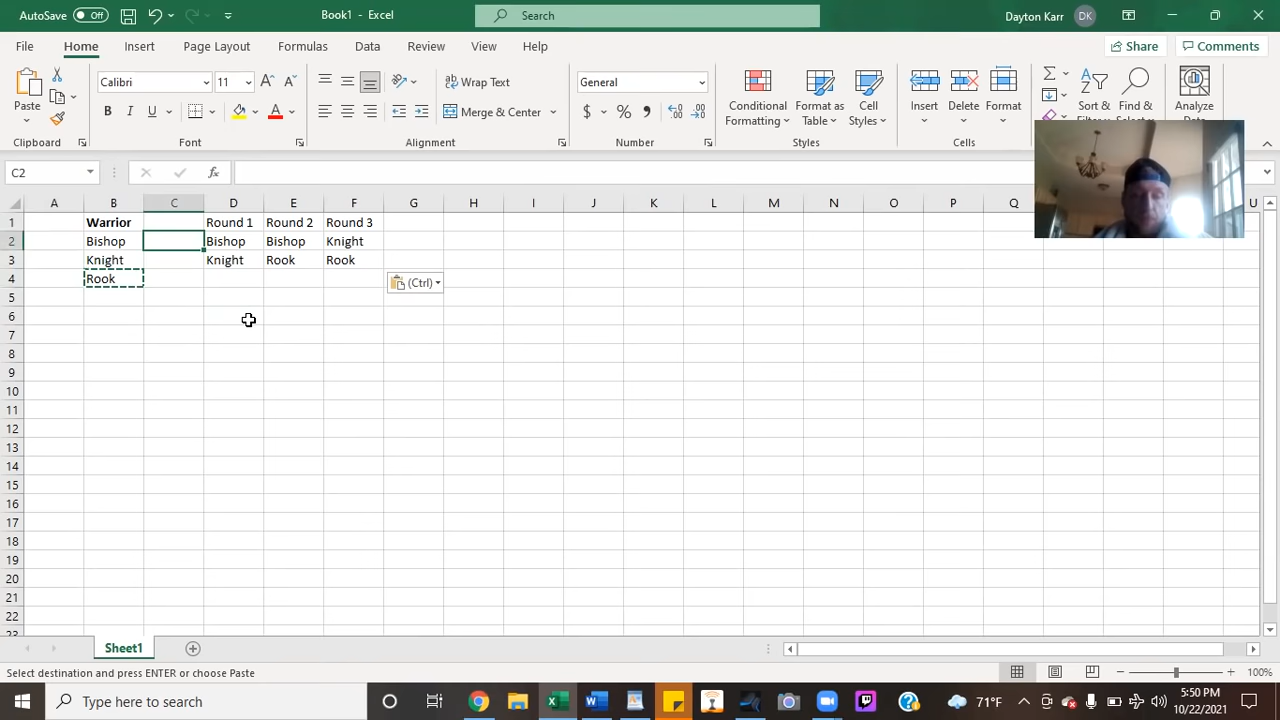 AutoSave Off Book1 - Excel Search Dayton Karr DK
File Home Insert Page Layout Formulas Data Review View Help Share Comments
Paste Calibri 11 Wrap Text General Conditional Formatting Format as Table Cell Styles Insert Delete Format Sort & Find & Analyze
B I U Merge & Center $ % Filter Select Data
Clipboard Font Alignment Number Styles Cells
C2 fx
A B C D E F G H I J K L M N O P Q U
1 Warrior Round 1 Round 2 Round 3
2 Bishop Bishop Bishop Knight
3 Knight Knight Rook Rook
4 Rook (Ctrl)
5
6
7
8
9
10
11
12
13
14
15
16
17
18
19
20
21
22
23
Sheet1
Select destination and press ENTER or choose Paste 100%
Type here to search 71°F 5:50 PM
10/22/2021